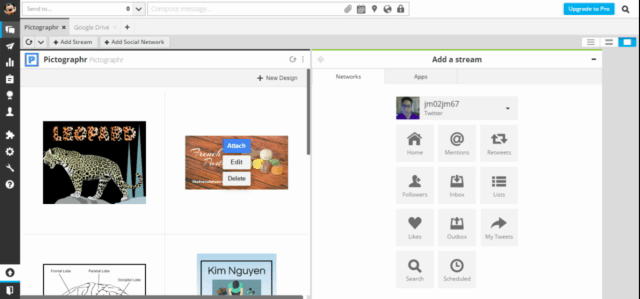 Send to...
Compose message...
Upgrade to Pro
Pictographr
Google Drive
Add Stream
Add Social Network
Pictographr Pictographr
New Design
LEOPARD
French
Attach
Edit
Delete
Frontal Lobe
Parietal Lobe
Occipital Lobe
Kim Nguyen
Add a stream
Networks
Apps
jm02jm67
Twitter
Home
Mentions
Retweets
Followers
Inbox
Lists
Likes
Outbox
My Tweets
Search
Scheduled